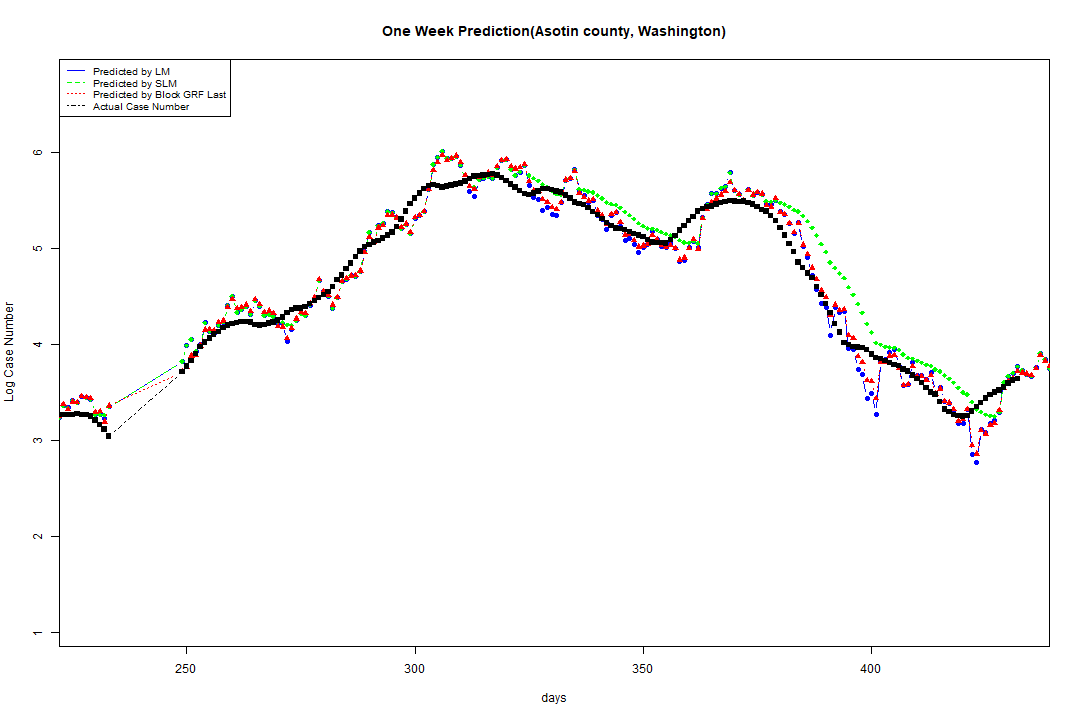 One Week Prediction(Asotin county, Washington)
Predicted by LM
Predicted by SLM
Predicted by Block GRF Last
Actual Case Number
6
5
4
3
2
1
Log Case Number
250
300
350
400
days